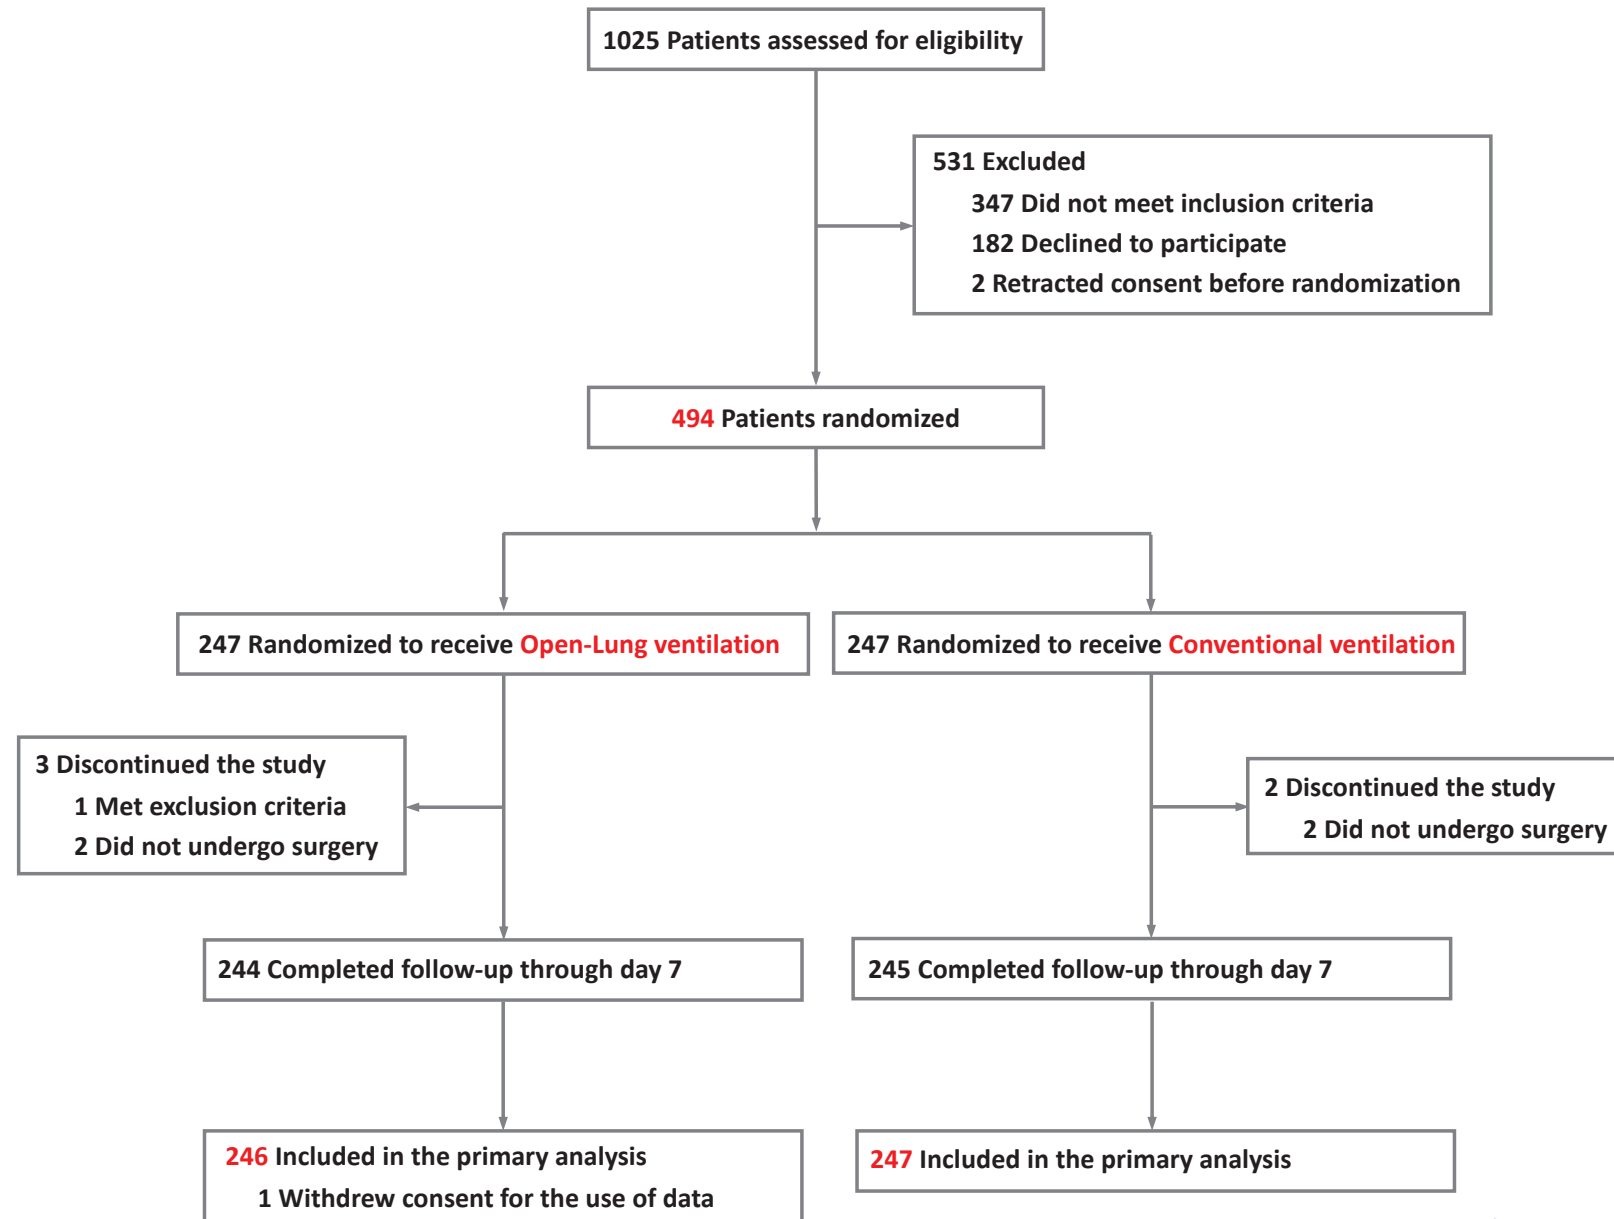 1025 Patients assessed for eligibility
531 Excluded
347 Did not meet inclusion criteria
182 Declined to participate
2 Retracted consent before randomization
494 Patients randomized
247 Randomized to receive Open-Lung ventilation
247 Randomized to receive Conventional ventilation
3 Discontinued the study
1 Met exclusion criteria
2 Did not undergo surgery
2 Discontinued the study
2 Did not undergo surgery
244 Completed follow-up through day 7
245 Completed follow-up through day 7
246 Included in the primary analysis
1 Withdrew consent for the use of data
247 Included in the primary analysis